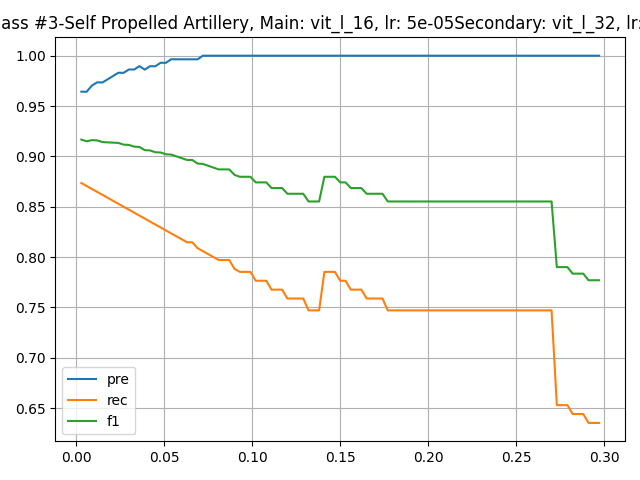 ass #3-Self Propelled Artillery, Main: vit_l_16, lr: 5e-05Secondary: vit_l_32, lr:
1.00
0.95
0.90
0.85
0.80
0.75
0.70
0.65
pre
rec
f1
0.00 0.05 0.10 0.15 0.20 0.25 0.30